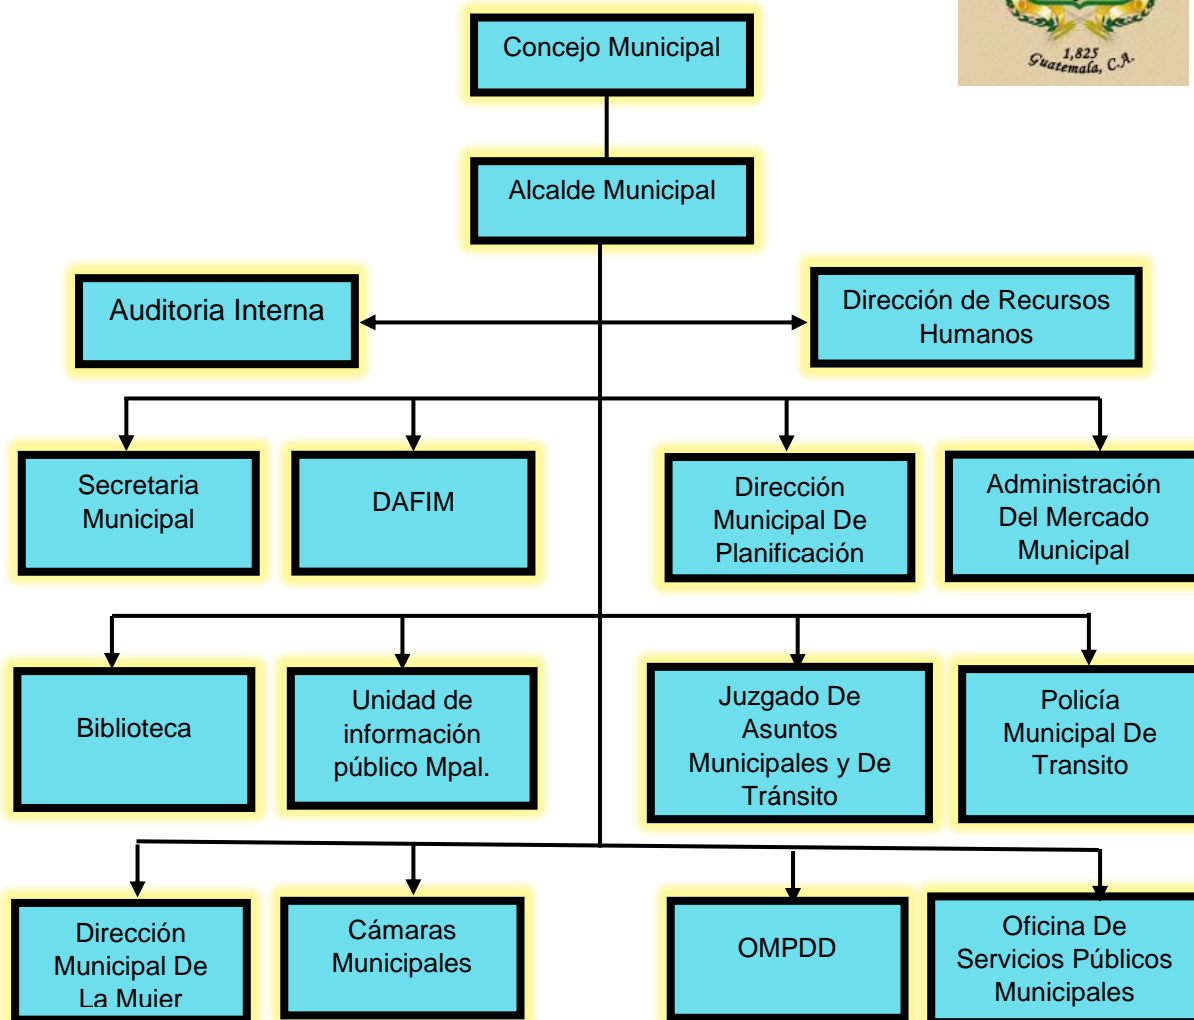 1,825
Guatemala, C.A.
Concejo Municipal
Alcalde Municipal
Auditoria Interna
Dirección de Recursos
Humanos
Secretaria
Municipal
DAFIM
Dirección
Municipal De
Planificación
Administración
Del Mercado
Municipal
Biblioteca
Unidad de
información
público Mpal.
Juzgado De
Asuntos
Municipales y De
Tránsito
Policía
Municipal De
Transito
Dirección
Municipal De
La Mujer
Cámaras
Municipales
OMPDD
Oficina De
Servicios Públicos
Municipales